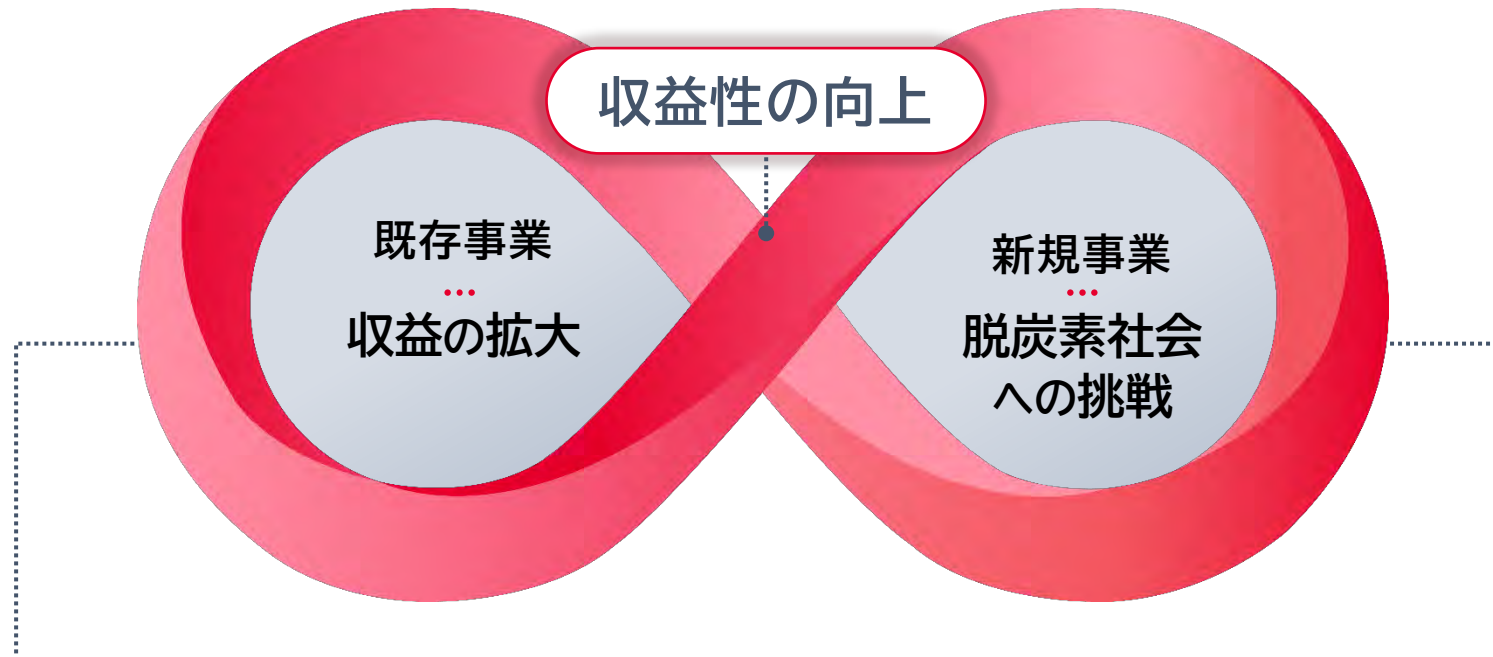 収益性の向上
既存事業
収益の拡大
新規事業
脱炭素社会
への挑戦